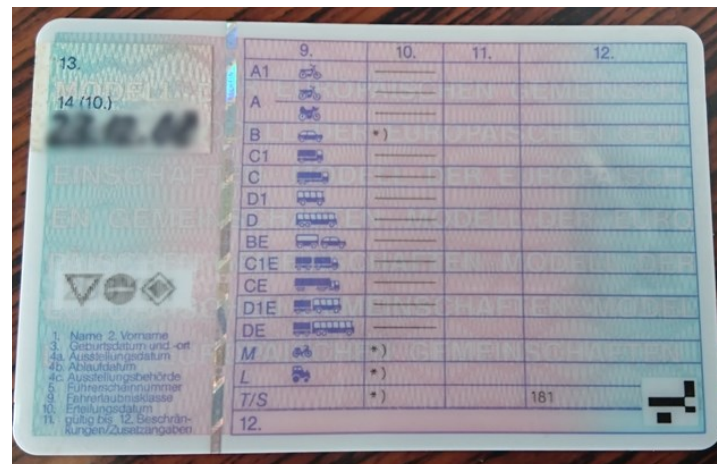 13.
14 (10.)
9. 10. 11. 12.
A1
A
B *)
C1
C
D1
D
BE
C1E
CE
D1E
DE
M *)
L *)
T/S *) 181
12.
1. Name 2. Vorname
3. Geburtsdatum und -ort
4a. Ausstellungsdatum
4b. Ablaufdatum
4c. Ausstellungsbehörde
5. Führerscheinnummer
9. Fahrerlaubnisklasse
10. Erteilungsdatum
11. gültig bis 12. Beschrän-
kungen/Zusatzangaben